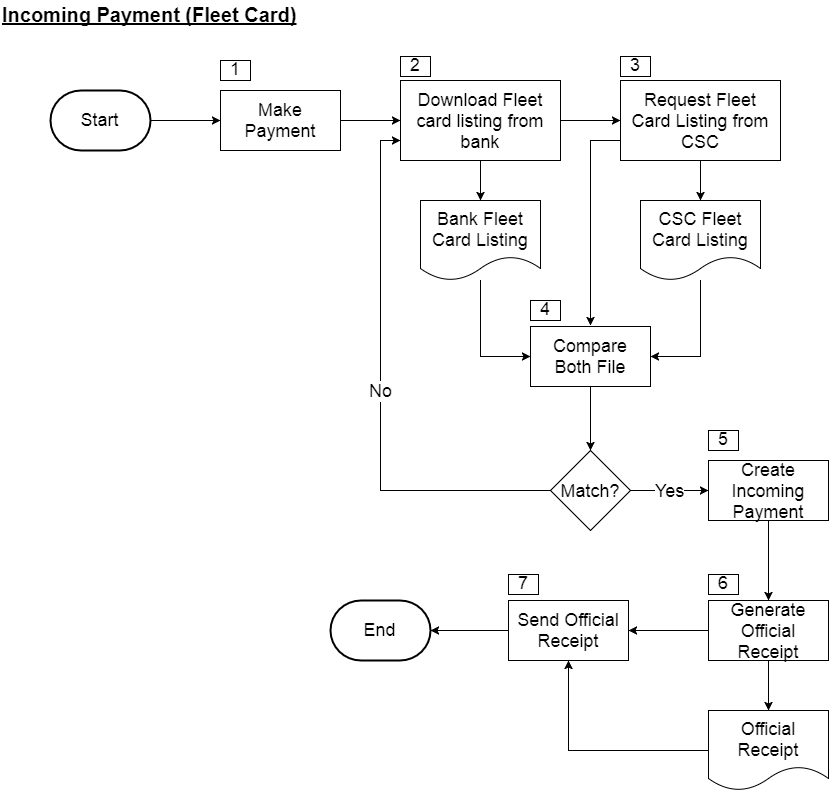 Incoming Payment (Fleet Card)
1
2
3
Start
Make
Payment
Download Fleet
card listing from
bank
Request Fleet
Card Listing from
CSC
Bank Fleet
Card Listing
CSC Fleet
Card Listing
4
Compare
Both File
No
Match?
Yes
5
Create
Incoming
Payment
6
Generate
Official
Receipt
7
Send Official
Receipt
End
Official
Receipt